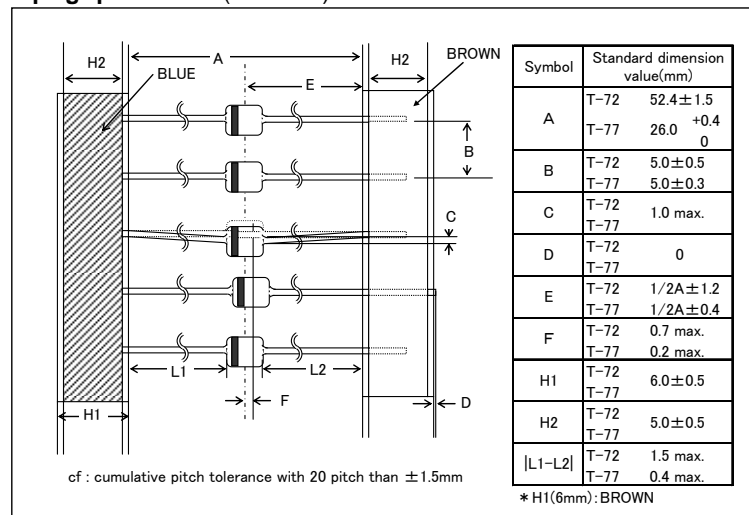 H2
A
H2
BROWN
BLUE
E
B
C
L1
L2
F
D
H1
cf : cumulative pitch tolerance with 20 pitch than ±1.5mm
Symbol Standard dimension value(mm)
A T-72 52.4±1.5
T-77 26.0 +0.4 0
B T-72 5.0±0.5
T-77 5.0±0.3
C T-72 1.0 max.
T-77
D T-72 0
T-77
E T-72 1/2A±1.2
T-77 1/2A±0.4
F T-72 0.7 max.
T-77 0.2 max.
H1 T-72 6.0±0.5
T-77
H2 T-72 5.0±0.5
T-77
|L1-L2| T-72 1.5 max.
T-77 0.4 max.
*H1(6mm):BROWN